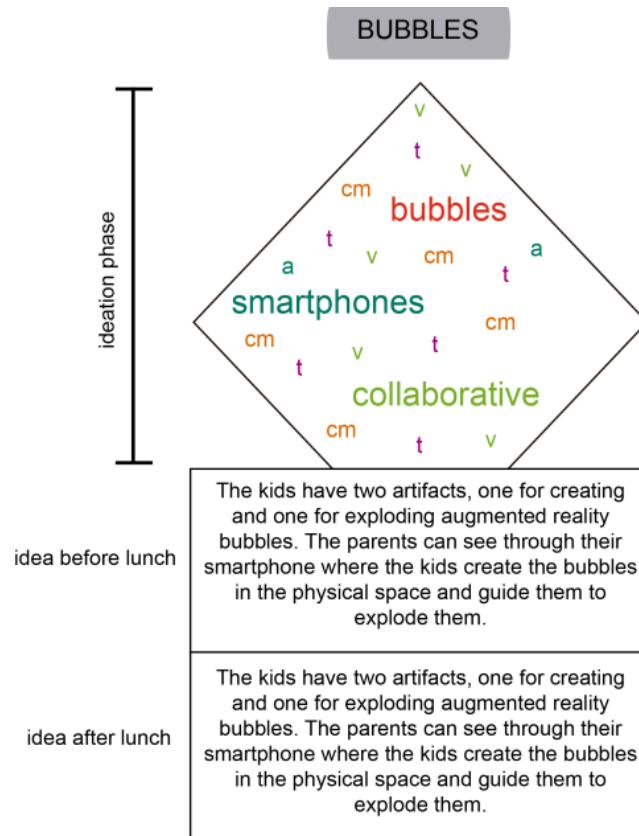 BUBBLES
v
t
v
cm
bubbles
t
a
v
cm
a
t
smartphones
cm
cm
v
t
t
collaborative
cm
t
v
ideation phase
idea before lunch
The kids have two artifacts, one for creating
and one for exploding augmented reality
bubbles. The parents can see through their
smartphone where the kids create the bubbles
in the physical space and guide them to
explode them.
idea after lunch
The kids have two artifacts, one for creating
and one for exploding augmented reality
bubbles. The parents can see through their
smartphone where the kids create the bubbles
in the physical space and guide them to
explode them.